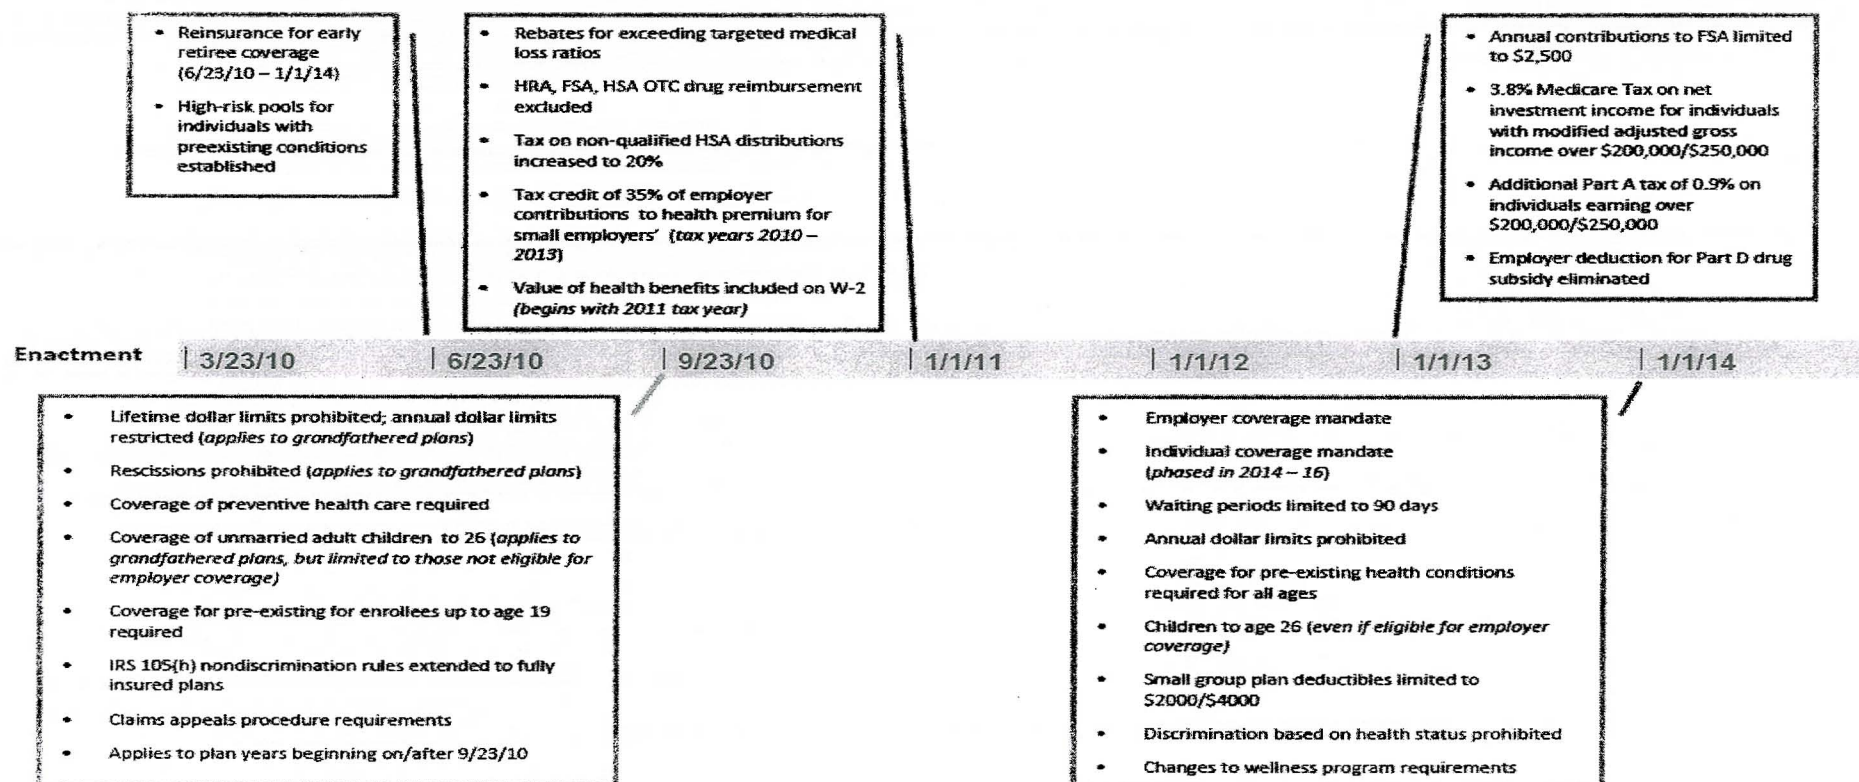 • Reinsurance for early
retiree coverage
(6/23/10 – 1/1/14)
• High-risk pools for
individuals with
preexisting conditions
established
• Rebates for exceeding targeted medical
loss ratios
• HRA, FSA, HSA OTC drug reimbursement
excluded
• Tax on non-qualified HSA distributions
increased to 20%
• Tax credit of 35% of employer
contributions to health premium for
small employers' (tax years 2010 –
2013)
• Value of health benefits included on W-2
(begins with 2011 tax year)
• Annual contributions to FSA limited
to $2,500
• 3.8% Medicare Tax on net
investment income for individuals
with modified adjusted gross
income over $200,000/$250,000
• Additional Part A tax of 0.9% on
individuals earning over
$200,000/$250,000
• Employer deduction for Part D drug
subsidy eliminated
Enactment | 3/23/10 | 6/23/10 | 9/23/10 | 1/1/11 | 1/1/12 | 1/1/13 | 1/1/14
• Lifetime dollar limits prohibited; annual dollar limits
restricted (applies to grandfathered plans)
• Rescissions prohibited (applies to grandfathered plans)
• Coverage of preventive health care required
• Coverage of unmarried adult children to 26 (applies to
grandfathered plans, but limited to those not eligible for
employer coverage)
• Coverage for pre-existing for enrollees up to age 19
required
• IRS 105(h) nondiscrimination rules extended to fully
insured plans
• Claims appeals procedure requirements
• Applies to plan years beginning on/after 9/23/10
• Employer coverage mandate
• Individual coverage mandate
(phased in 2014 – 16)
• Waiting periods limited to 90 days
• Annual dollar limits prohibited
• Coverage for pre-existing health conditions
required for all ages
• Children to age 26 (even if eligible for employer
coverage)
• Small group plan deductibles limited to
$2000/$4000
• Discrimination based on health status prohibited
• Changes to wellness program requirements